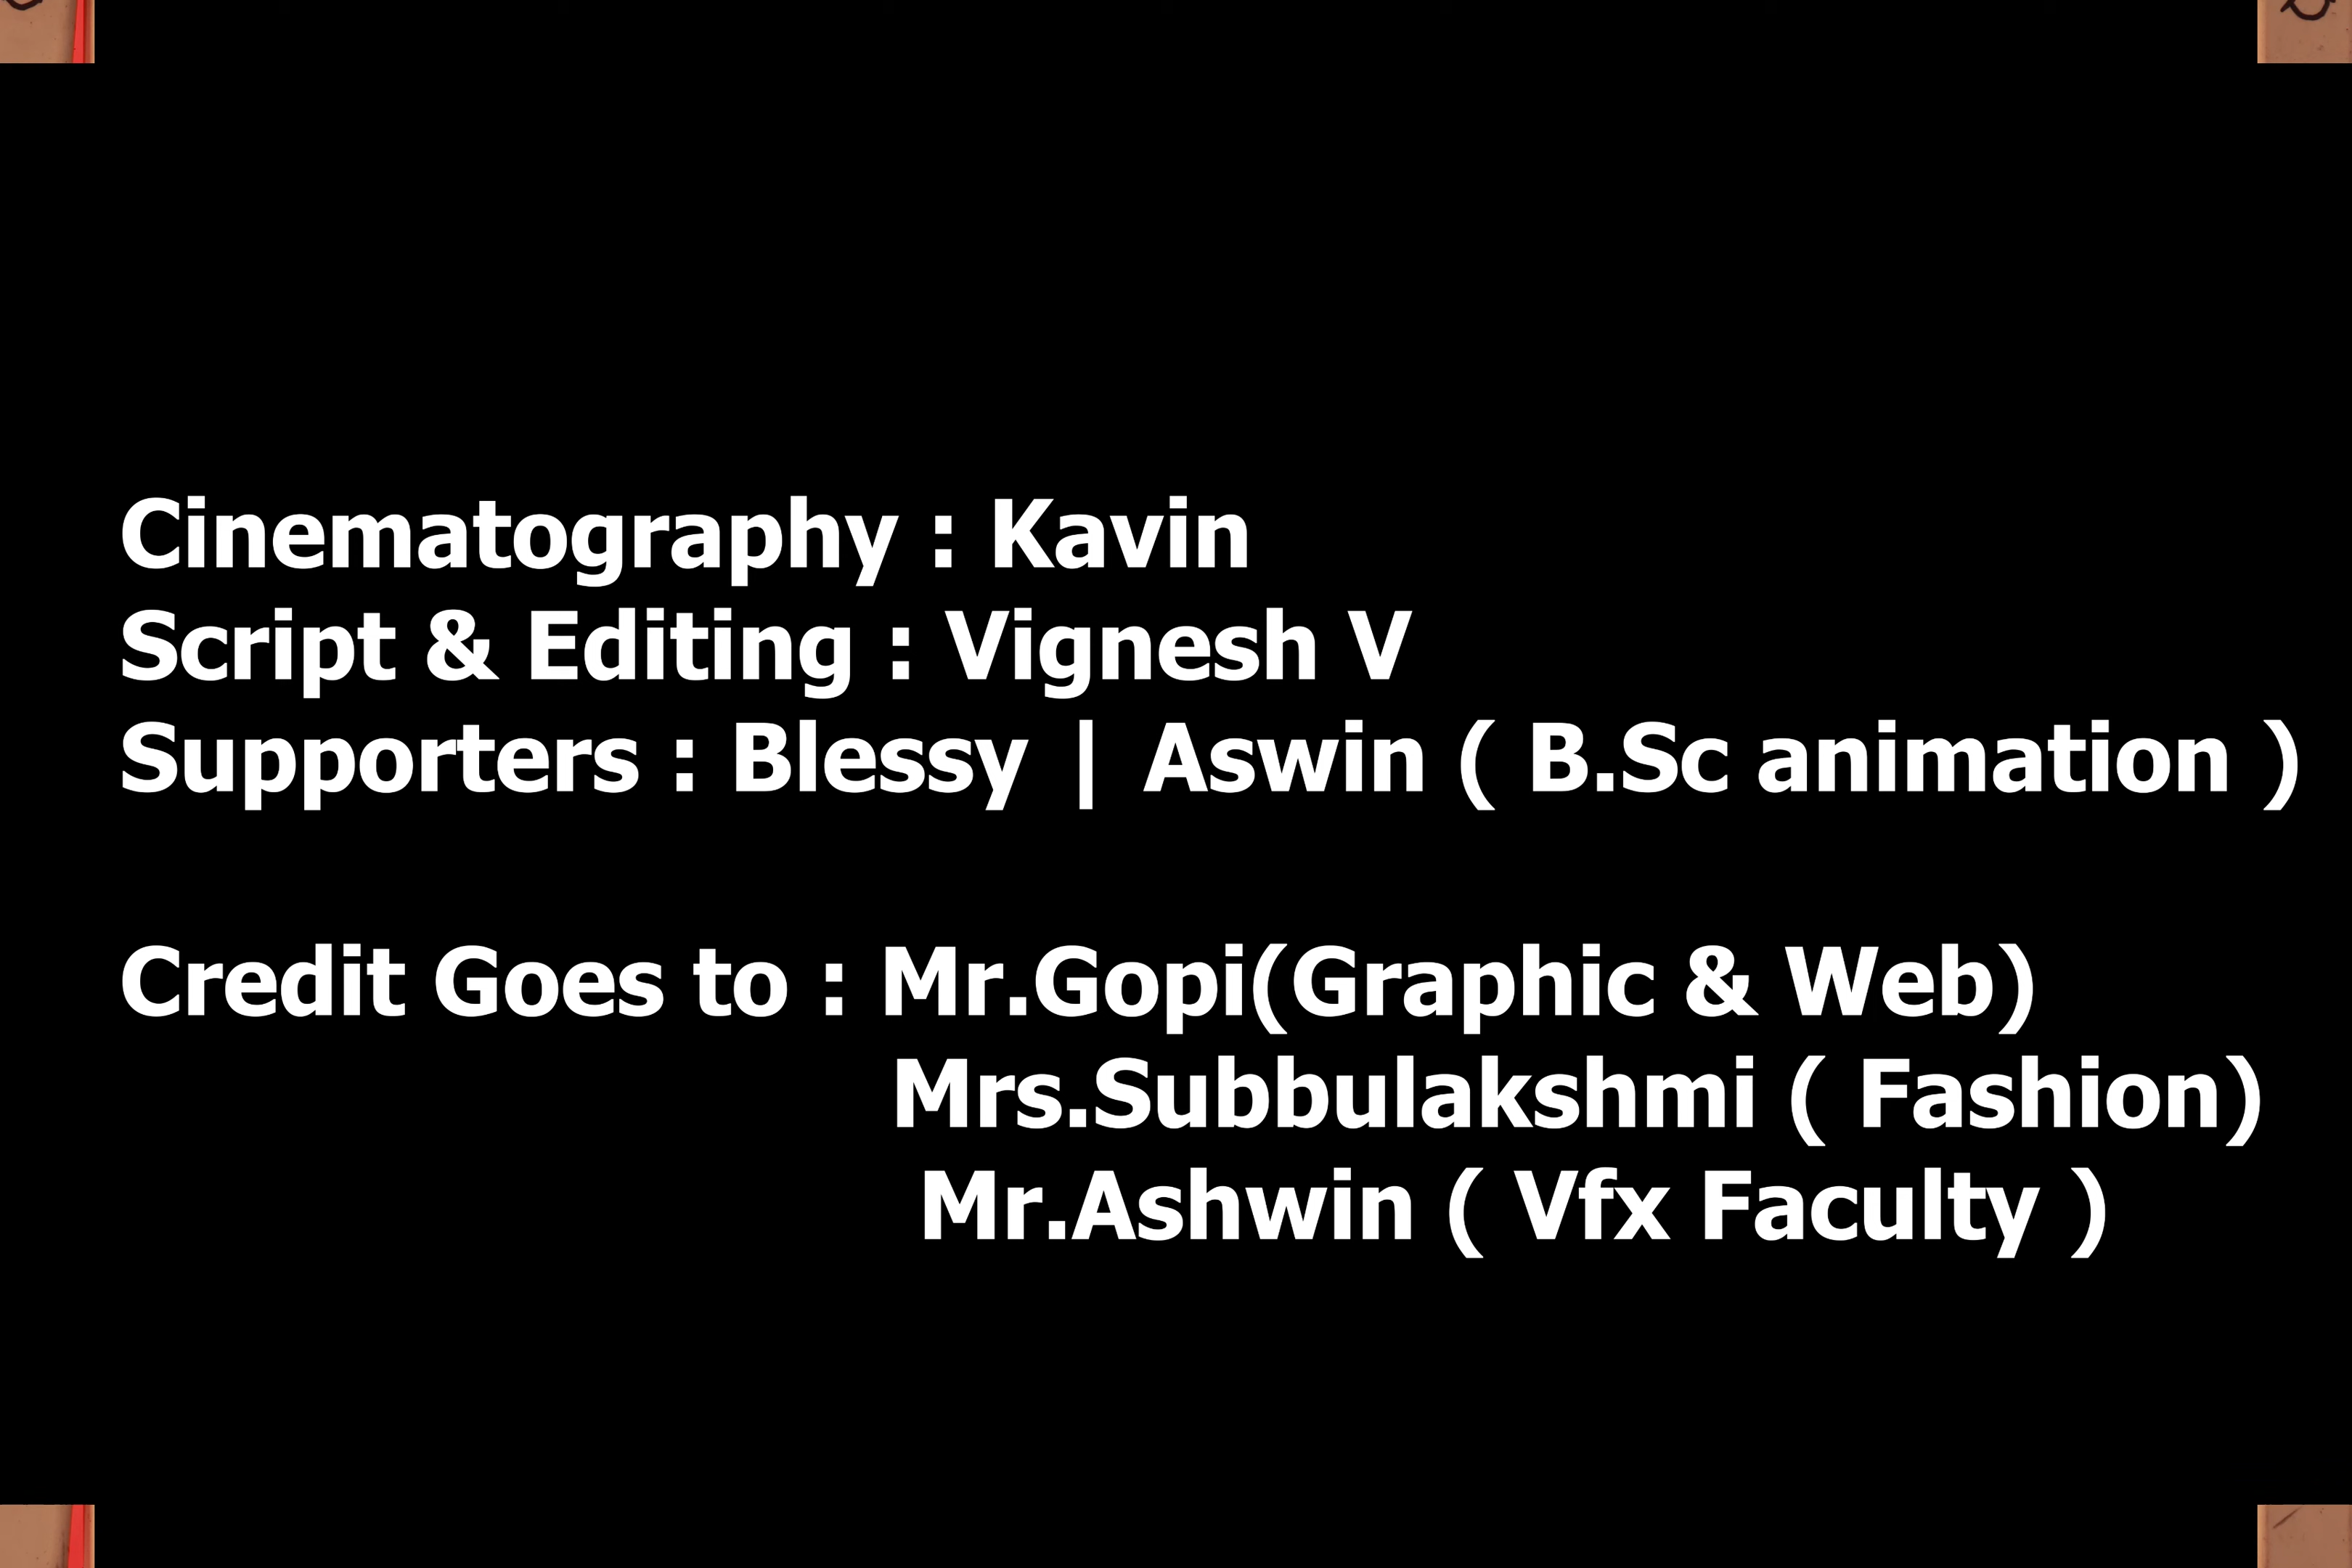 Cinematography : Kavin
Script & Editing : Vignesh V
Supporters : Blessy | Aswin ( B.Sc animation )
Credit Goes to : Mr.Gopi(Graphic & Web)
Mrs.Subbulakshmi ( Fashion)
Mr.Ashwin ( Vfx Faculty )